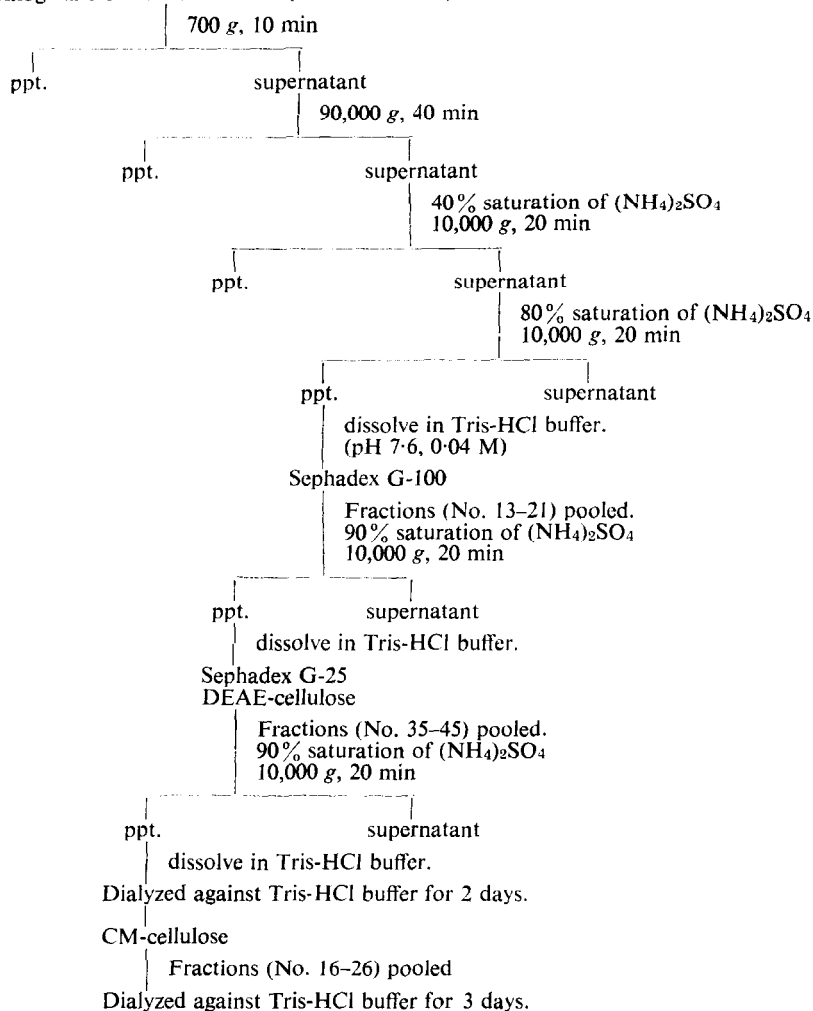 700 g, 10 min
ppt. supernatant
90,000 g, 40 min
ppt. supernatant
40% saturation of (NH₄)₂SO₄
10,000 g, 20 min
ppt. supernatant
80% saturation of (NH₄)₂SO₄
10,000 g, 20 min
ppt. supernatant
dissolve in Tris-HCl buffer.
(pH 7·6, 0·04 M)
Sephadex G-100
Fractions (No. 13–21) pooled.
90% saturation of (NH₄)₂SO₄
10,000 g, 20 min
ppt. supernatant
dissolve in Tris-HCl buffer.
Sephadex G-25
DEAE-cellulose
Fractions (No. 35–45) pooled.
90% saturation of (NH₄)₂SO₄
10,000 g, 20 min
ppt. supernatant
dissolve in Tris-HCl buffer.
Dialyzed against Tris-HCl buffer for 2 days.
CM-cellulose
Fractions (No. 16–26) pooled
Dialyzed against Tris-HCl buffer for 3 days.